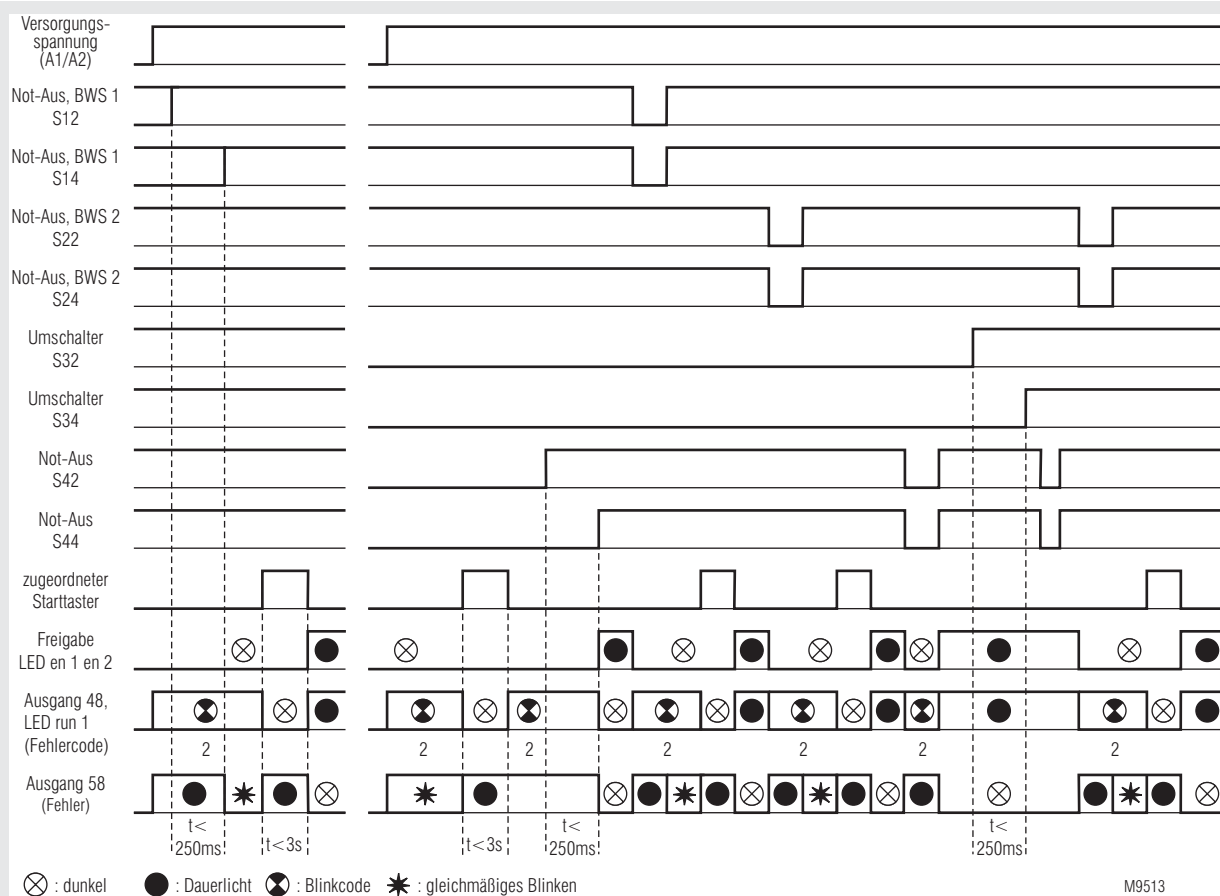 Versorgungs-
spannung
(A1/A2)
Not-Aus, BWS 1
S12
Not-Aus, BWS 1
S14
Not-Aus, BWS 2
S22
Not-Aus, BWS 2
S24
Umschalter
S32
Umschalter
S34
Not-Aus
S42
Not-Aus
S44
zugeordneter
Starttaster
Freigabe
LED en 1 en 2
Ausgang 48,
LED run 1
(Fehlercode)
2 2 2 2 2 2 2
Ausgang 58
(Fehler)
t<
250ms
t<3s
t<3s
t<
250ms
t<
250ms
: dunkel : Dauerlicht : Blinkcode : gleichmäßiges Blinken
M9513